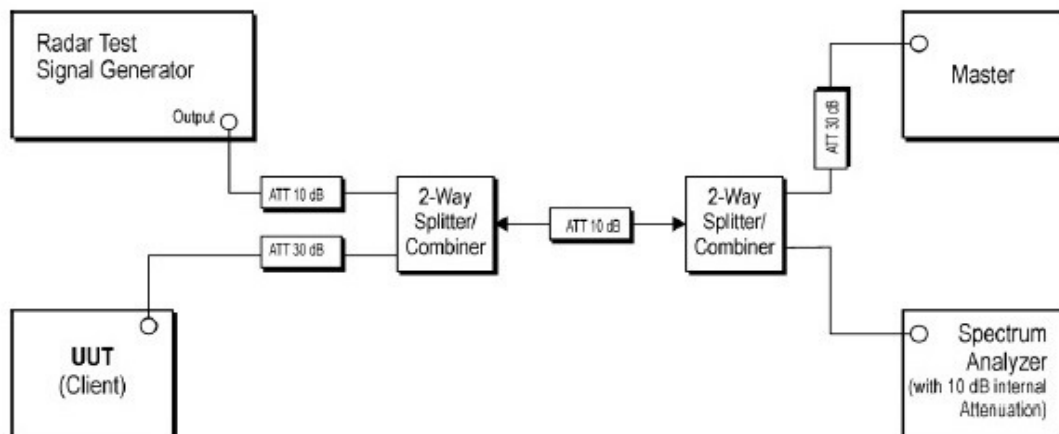 Radar Test
Signal Generator
Output
Master
ATT 30 dB
ATT 10 dB
2-Way
Splitter/
Combiner
ATT 10 dB
2-Way
Splitter/
Combiner
ATT 30 dB
UUT
(Client)
Spectrum
Analyzer
(with 10 dB internal
Attenuation)